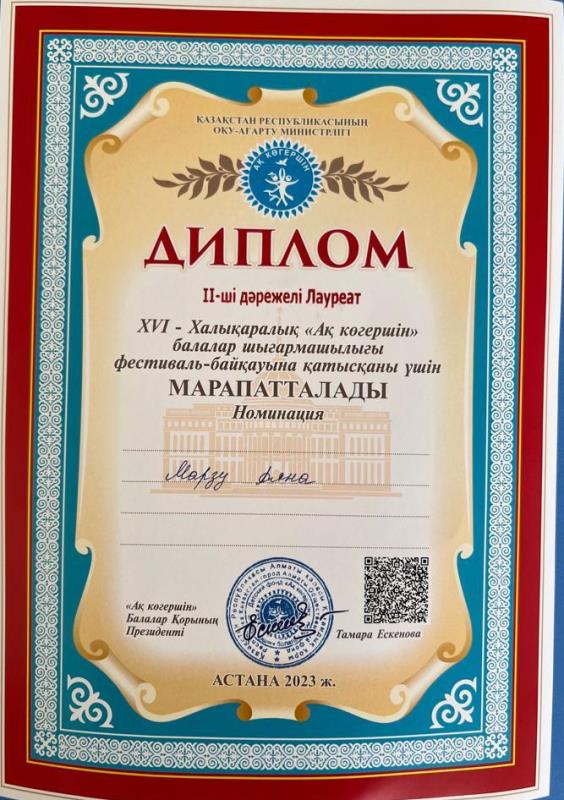 ҚАЗАҚСТАН РЕСПУБЛИКАСЫНЫҢ
ОҚУ-АҒАРТУ МИНИСТРЛІГІ
АҚ КӨГЕРШІН
ДИПЛОМ
ІІ-ші дәрежелі Лауреат
XVI - Халықаралық «Ақ көгершін»
балалар шығармашылығы
фестиваль-байқауына қатысқаны үшін
МАРАПАТТАЛАДЫ
Номинация
Марзу
«Ақ көгершін»
Балалар Қорының
Президенті
Тамара Ескенова
АСТАНА 2023 ж.